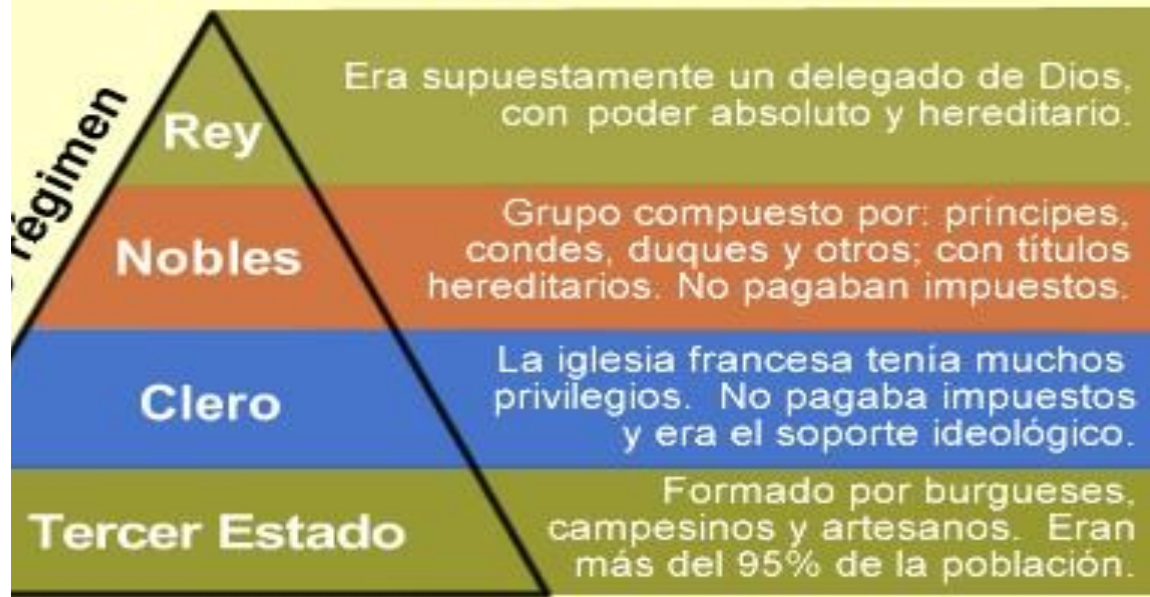 régimen
Rey
Era supuestamente un delegado de Dios,
con poder absoluto y hereditario.
Nobles
Grupo compuesto por: príncipes,
condes, duques y otros; con títulos
hereditarios. No pagaban impuestos.
Clero
La iglesia francesa tenía muchos
privilegios. No pagaba impuestos
y era el soporte ideológico.
Tercer Estado
Formado por burgueses,
campesinos y artesanos. Eran
más del 95% de la población.